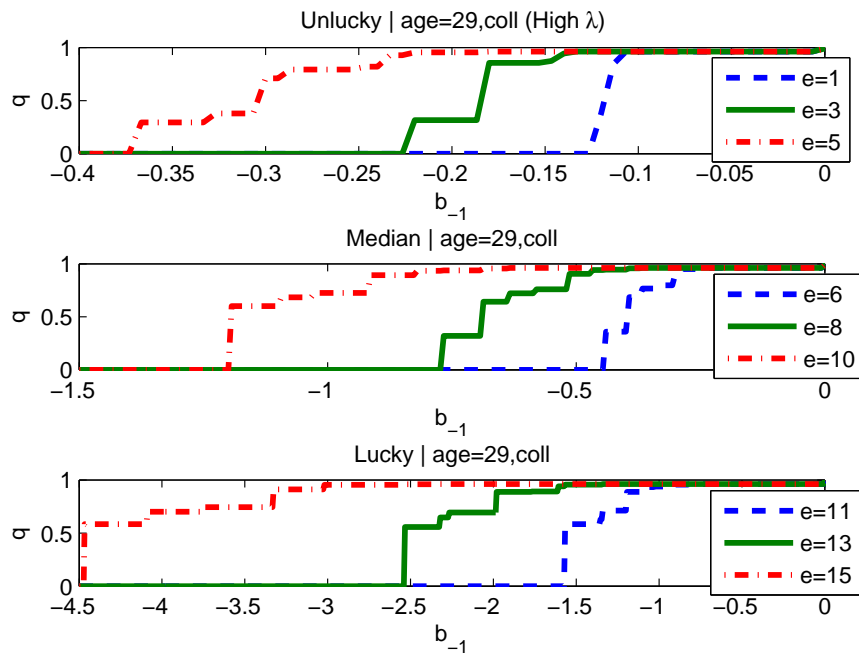 Unlucky | age=29,coll (High λ)
1
0.5
0
q
e=1
e=3
e=5
−0.4 −0.35 −0.3 −0.25 −0.2 −0.15 −0.1 −0.05 0
b_{−1}
Median | age=29,coll
1
0.5
0
q
e=6
e=8
e=10
−1.5 −1 −0.5 0
b_{−1}
Lucky | age=29,coll
1
0.5
0
q
e=11
e=13
e=15
−4.5 −4 −3.5 −3 −2.5 −2 −1.5 −1 −0.5 0
b_{−1}